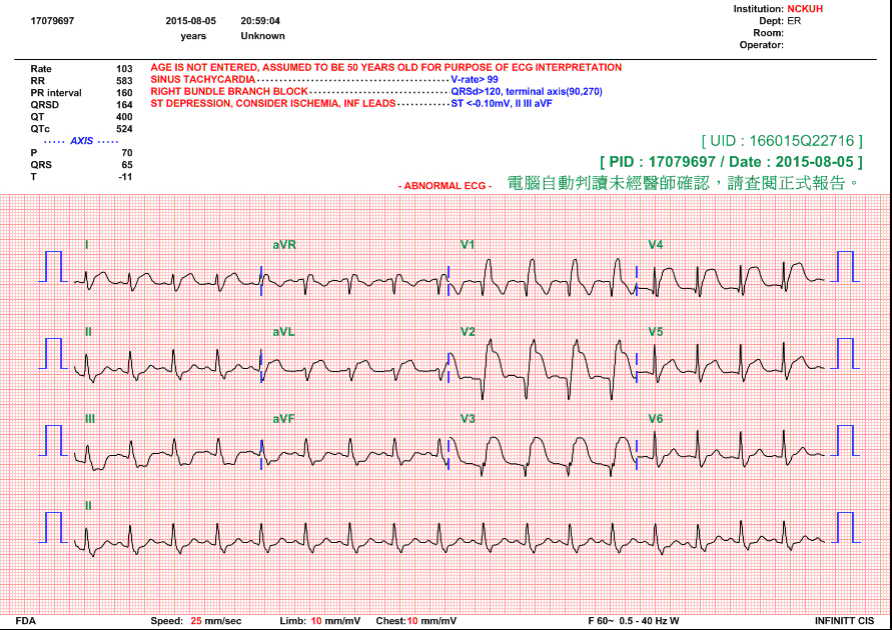 Institution: NCKUH
17079697 2015-08-05 20:59:04 Dept: ER
years Unknown Room:
Operator:
Rate 103 AGE IS NOT ENTERED, ASSUMED TO BE 50 YEARS OLD FOR PURPOSE OF ECG INTERPRETATION
RR 583 SINUS TACHYCARDIA - - - - - - - - - - - - - - - - - - - - - - - - - - - - - - - - - - - - V-rate> 99
PR interval 160 RIGHT BUNDLE BRANCH BLOCK - - - - - - - - - - - - - - - - - - - - - - - - - - QRSd>120, terminal axis(90,270)
QRSD 164 ST DEPRESSION, CONSIDER ISCHEMIA, INF LEADS - - - - - - - - - - ST <-0.10mV, II III aVF
QT 400
QTc 524
- - - - - AXIS - - - - -
P 70
QRS 65
T -11
[ UID : 166015Q22716 ]
[ PID : 17079697 / Date : 2015-08-05 ]
- ABNORMAL ECG - 電腦自動判讀未經醫師確認，請查閱正式報告。
I aVR V1 V4
II aVL V2 V5
III aVF V3 V6
II
FDA Speed: 25 mm/sec Limb: 10 mm/mV Chest: 10 mm/mV F 60~ 0.5 - 40 Hz W INFINITT CIS